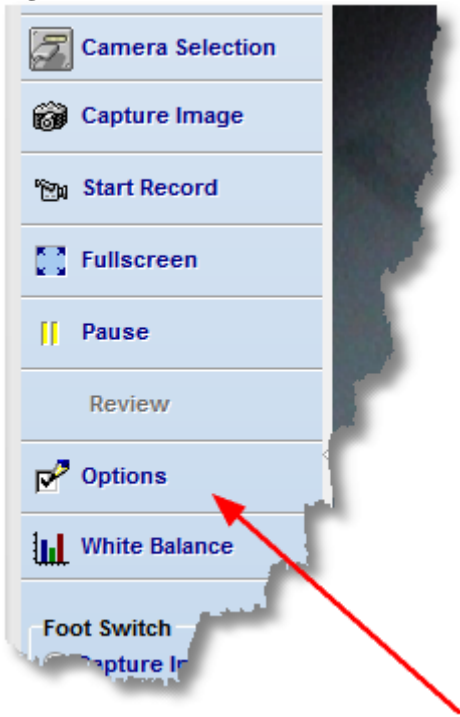 Camera Selection
Capture Image
Start Record
Fullscreen
Pause
Review
Options
White Balance
Foot Switch